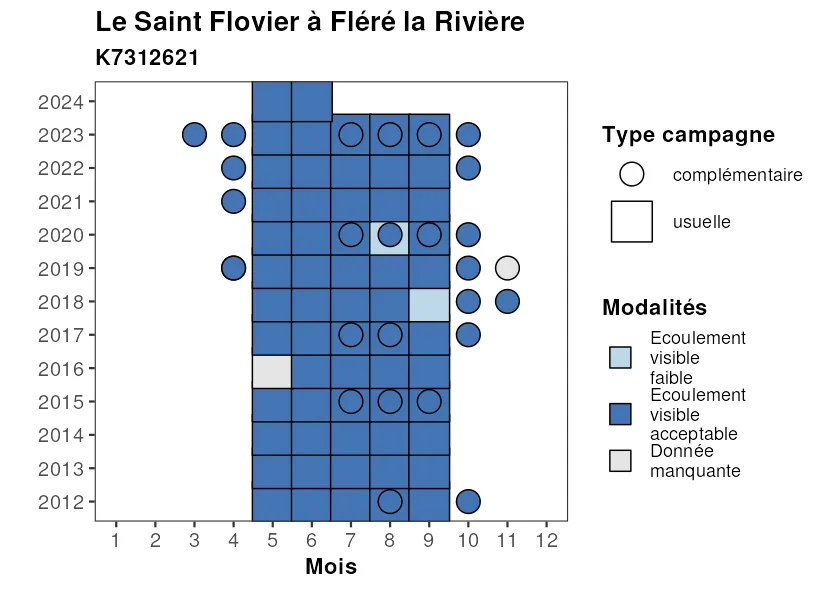 Le Saint Flovier à Fléré la Rivière
K7312621
2024
2023
2022
2021
2020
2019
2018
2017
2016
2015
2014
2013
2012
1 2 3 4 5 6 7 8 9 10 11 12
Mois
Type campagne
complémentaire
usuelle
Modalités
Ecoulement
visible
faible
Ecoulement
visible
acceptable
Donnée
manquante